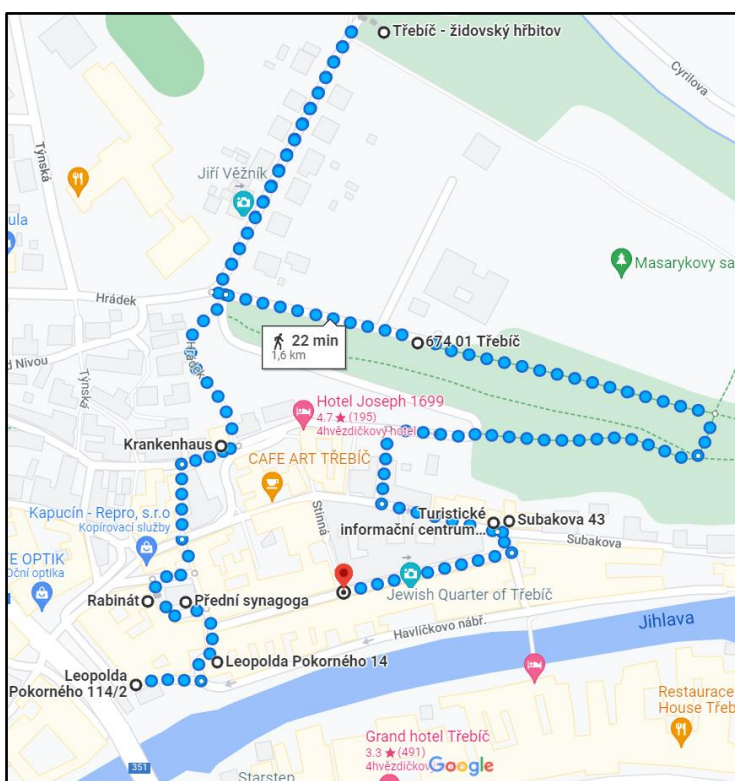 Třebíč - židovský hřbitov
Cyrilova
Týnská
Jiří Věžník
ula
Masarykovy sa
Hrádek
22 min
1,6 km
674 01 Třebíč
d Nivou
Hrádek
Týnská
Hotel Joseph 1699
4.7 ★ (195)
4hvězdičkový hotel
Krankenhaus
CAFE ART TŘEBÍČ
Kapucín - Repro, s.r.o
Kopírovací služby
Stinná
Turistické
informační centrum...
Subakova 43
Subakova
E OPTIK
Oční optika
Rabinát
Přední synagoga
Jewish Quarter of Třebíč
Havlíčkovo nábř.
Jihlava
Leopolda Pokorného 14
Leopolda
Pokorného 114/2
Restaurace
House Třeb
Grand hotel Třebíč
3.3 ★ (491)
4hvězdičkový
Google
351
Starstep